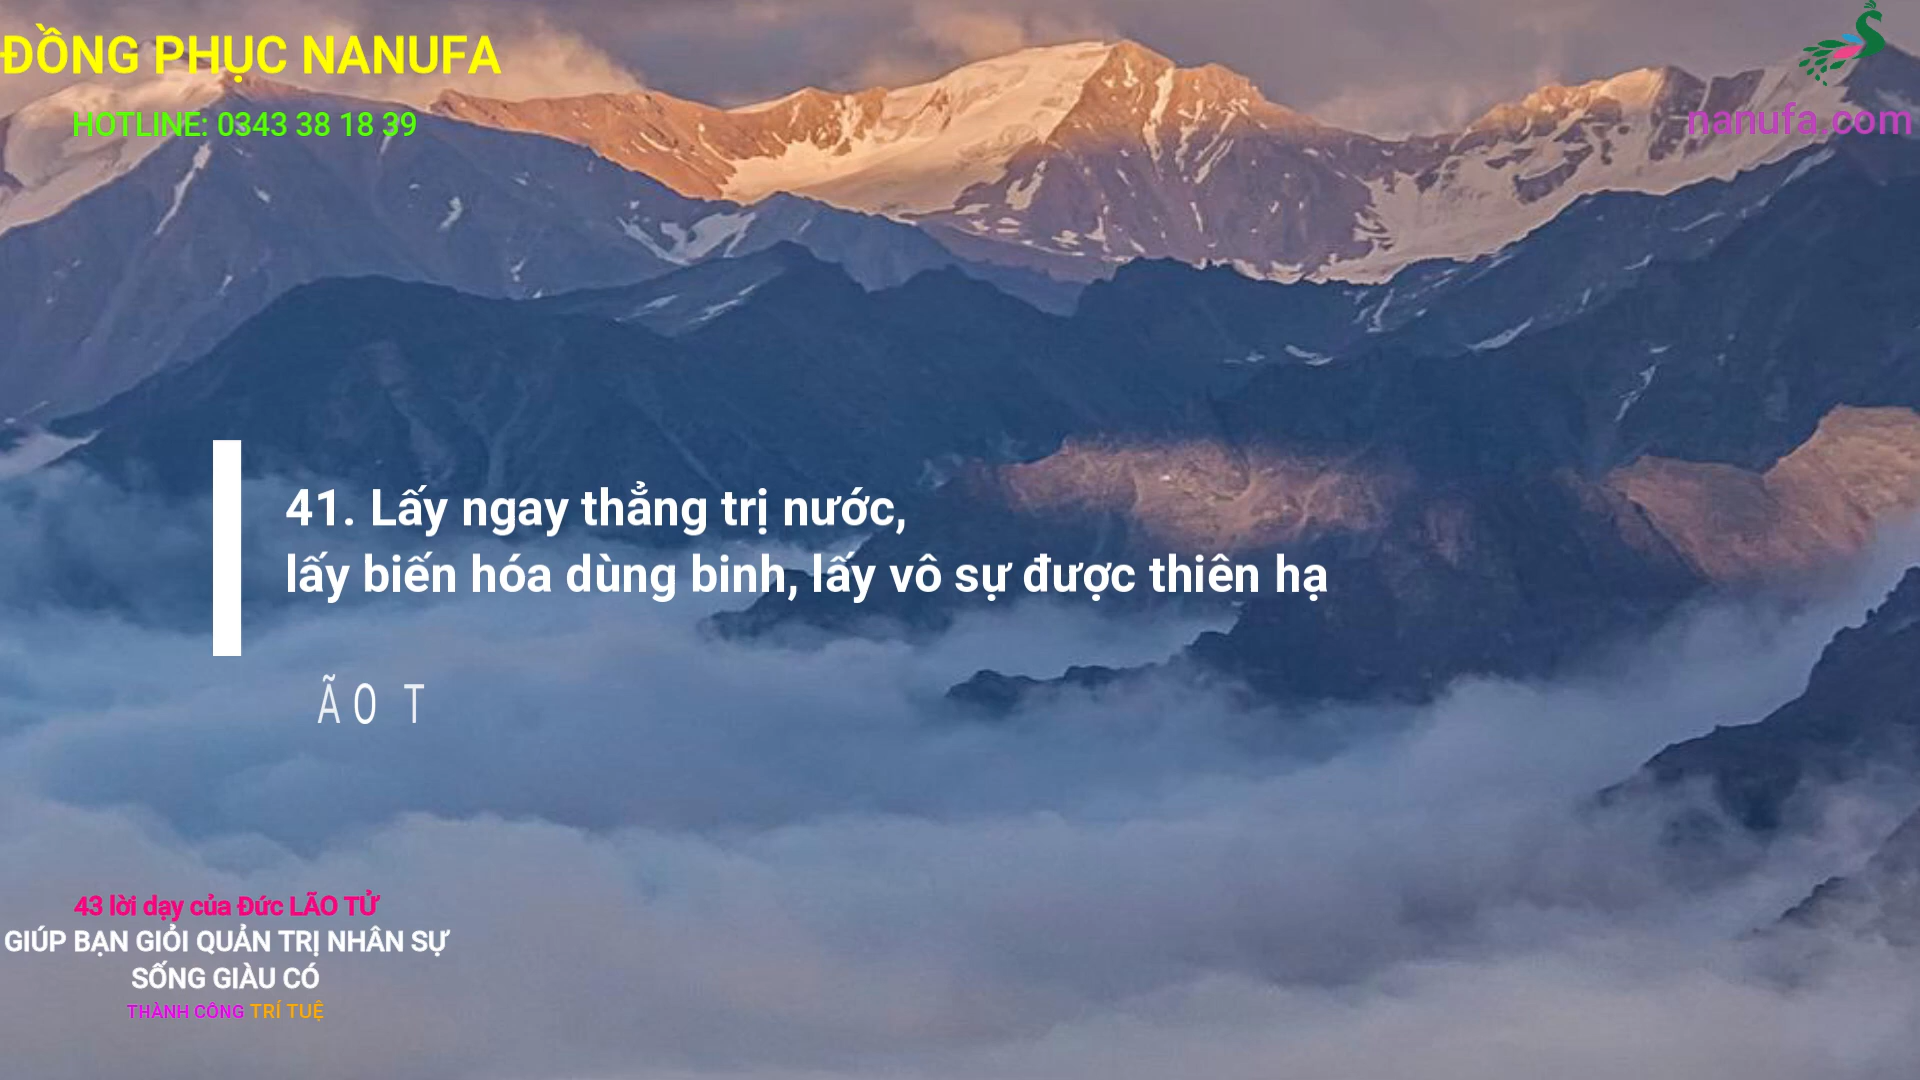 ĐỒNG PHỤC NANUFA
HOTLINE: 0343 38 18 39
nanufa.com
41. Lấy ngay thẳng trị nước,
lấy biến hóa dùng binh, lấy vô sự được thiên hạ
ÃO T
43 lời dạy của Đức LÃO TỬ
GIÚP BẠN GIỎI QUẢN TRỊ NHÂN SỰ
SỐNG GIÀU CÓ
THÀNH CÔNG TRÍ TUỆ